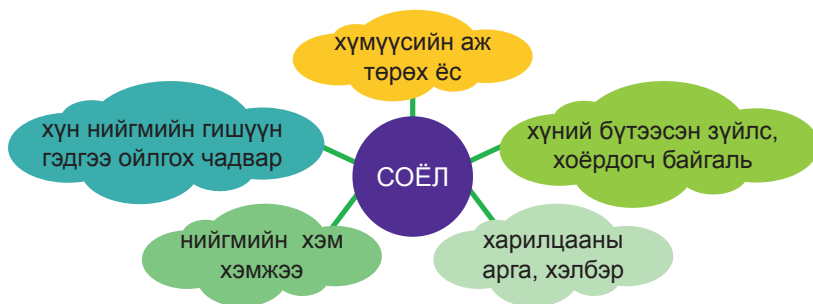 хүмүүсийн аж
төрөх ёс
хүн нийгмийн гишүүн
гэдгээ ойлгох чадвар
хүний бүтээсэн зүйлс,
хоёрдогч байгаль
СОЁЛ
нийгмийн хэм
хэмжээ
харилцааны
арга, хэлбэр